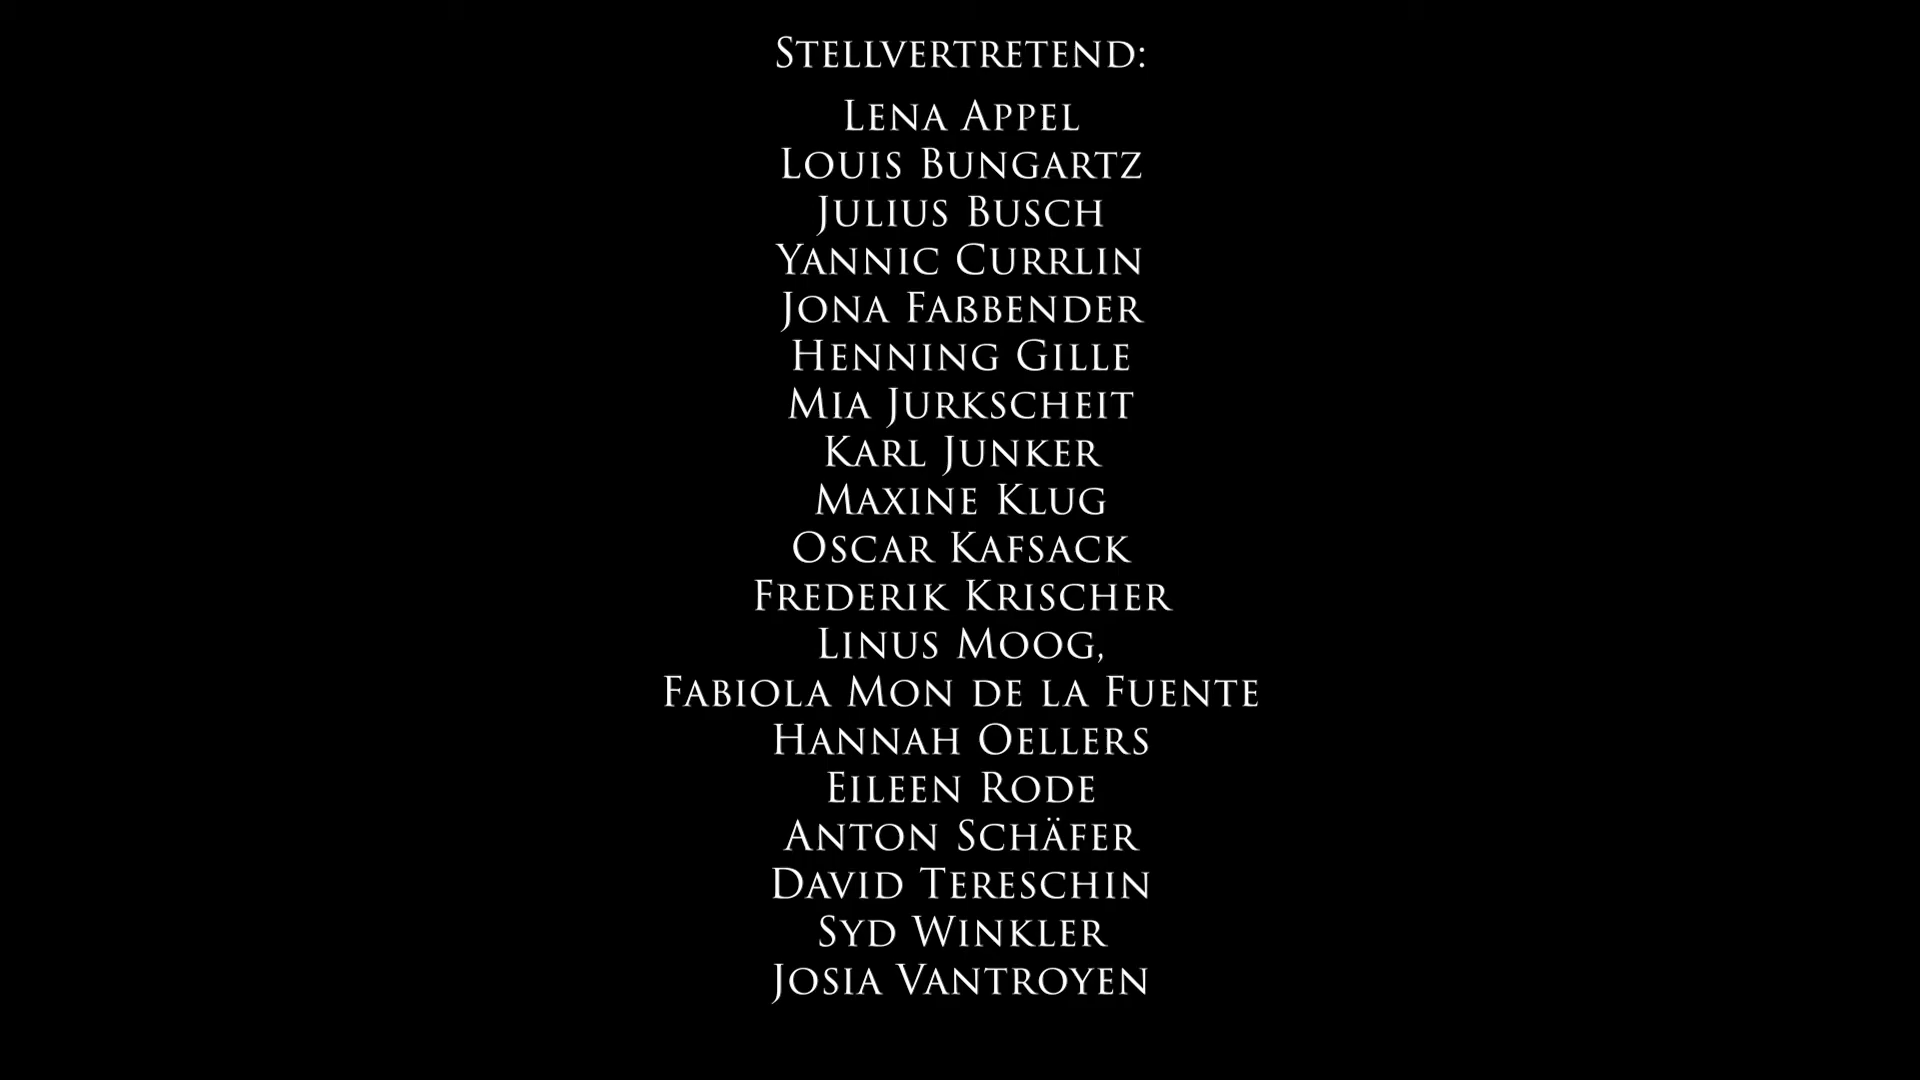 Stellvertretend:
Lena Appel
Louis Bungartz
Julius Busch
Yannic Currlin
Jona Faßbender
Henning Gille
Mia Jurkscheit
Karl Junker
Maxine Klug
Oscar Kafsack
Frederik Krischer
Linus Moog,
Fabiola Mon de la Fuente
Hannah Oellers
Eileen Rode
Anton Schäfer
David Tereschin
Syd Winkler
Josia Vantroyen